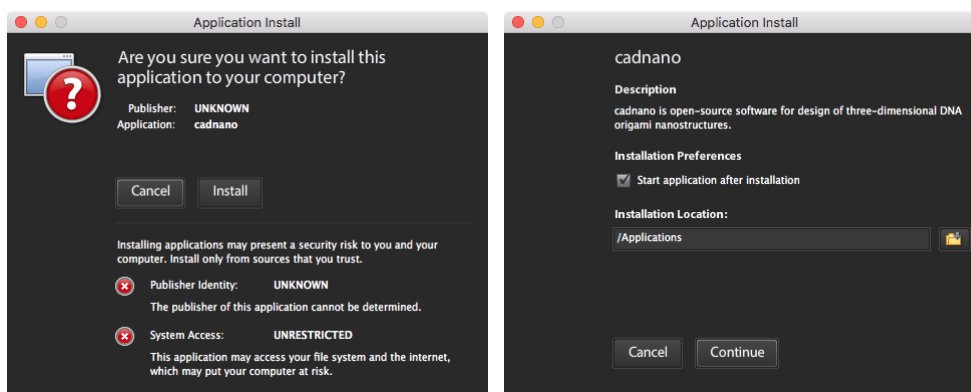 Application Install
Are you sure you want to install this
application to your computer?
Publisher: UNKNOWN
Application: cadnano
Cancel Install
Installing applications may present a security risk to you and your
computer. Install only from sources that you trust.
Publisher Identity: UNKNOWN
The publisher of this application cannot be determined.
System Access: UNRESTRICTED
This application may access your file system and the internet,
which may put your computer at risk.
Application Install
cadnano
Description
cadnano is open-source software for design of three-dimensional DNA
origami nanostructures.
Installation Preferences
Start application after installation
Installation Location:
/Applications
Cancel Continue